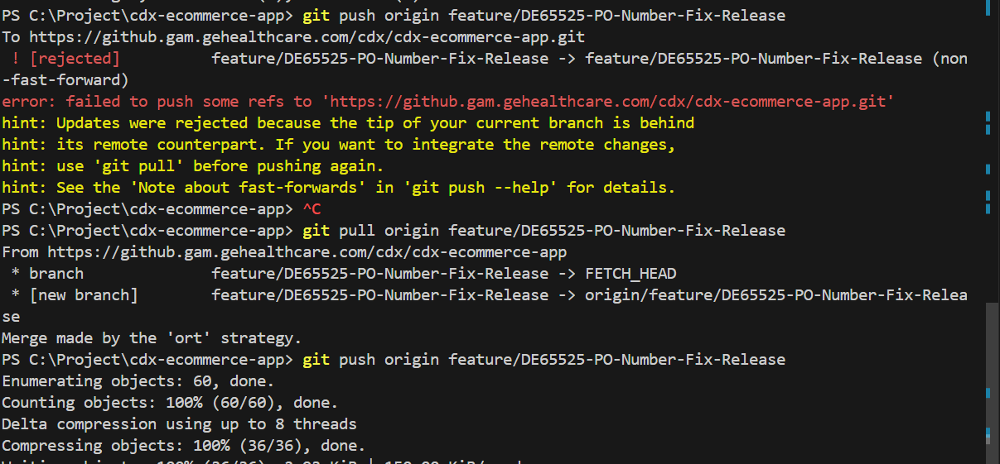 PS C:\Project\cdx-ecommerce-app> git push origin feature/DE65525-PO-Number-Fix-Release
To https://github.gam.gehealthcare.com/cdx/cdx-ecommerce-app.git
 ! [rejected]          feature/DE65525-PO-Number-Fix-Release -> feature/DE65525-PO-Number-Fix-Release (non
-fast-forward)
error: failed to push some refs to 'https://github.gam.gehealthcare.com/cdx/cdx-ecommerce-app.git'
hint: Updates were rejected because the tip of your current branch is behind
hint: its remote counterpart. If you want to integrate the remote changes,
hint: use 'git pull' before pushing again.
hint: See the 'Note about fast-forwards' in 'git push --help' for details.
PS C:\Project\cdx-ecommerce-app> ^C
PS C:\Project\cdx-ecommerce-app> git pull origin feature/DE65525-PO-Number-Fix-Release
From https://github.gam.gehealthcare.com/cdx/cdx-ecommerce-app
 * branch              feature/DE65525-PO-Number-Fix-Release -> FETCH_HEAD
 * [new branch]        feature/DE65525-PO-Number-Fix-Release -> origin/feature/DE65525-PO-Number-Fix-Relea
se
Merge made by the 'ort' strategy.
PS C:\Project\cdx-ecommerce-app> git push origin feature/DE65525-PO-Number-Fix-Release
Enumerating objects: 60, done.
Counting objects: 100% (60/60), done.
Delta compression using up to 8 threads
Compressing objects: 100% (36/36), done.